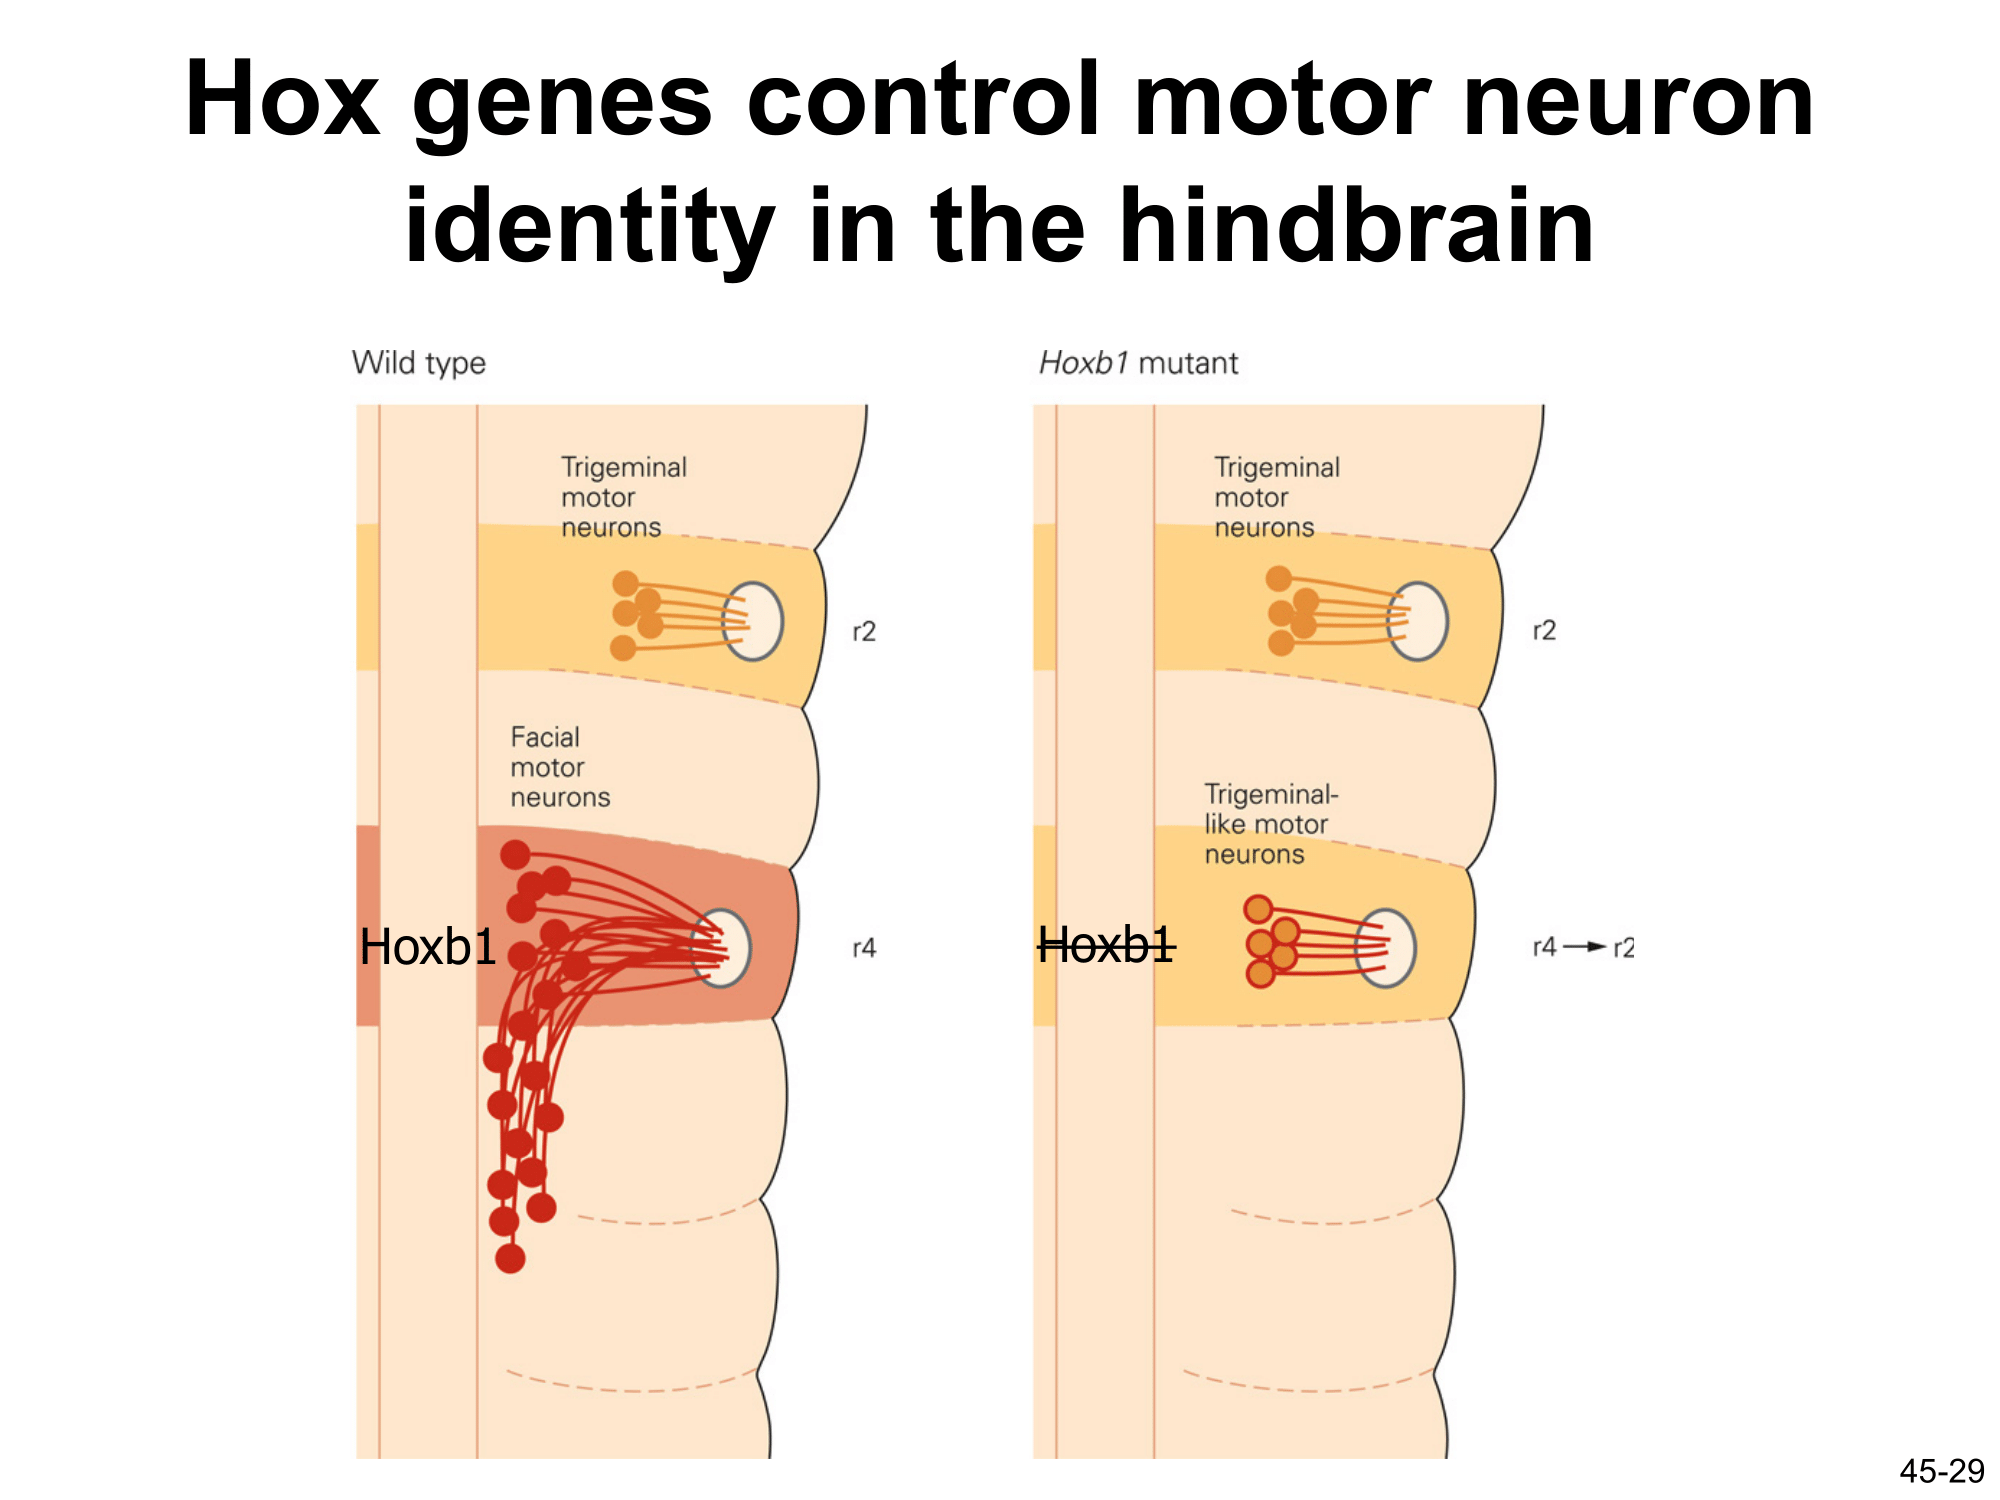 Hox genes control motor neuron
identity in the hindbrain
Wild type
Trigeminal
motor
neurons
r2
Facial
motor
neurons
Hoxb1
r4
Hoxb1 mutant
Trigeminal
motor
neurons
r2
Trigeminal-
like motor
neurons
Hoxb1
r4 → r2
45-29